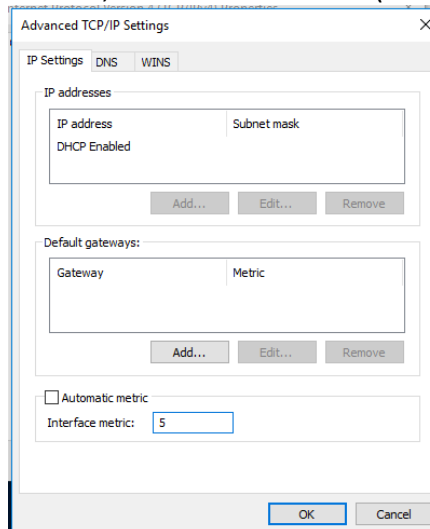 Advanced TCP/IP Settings
IP Settings DNS WINS
IP addresses
IP address Subnet mask
DHCP Enabled
Add... Edit... Remove
Default gateways:
Gateway Metric
Add... Edit... Remove
Automatic metric
Interface metric: 5
OK Cancel